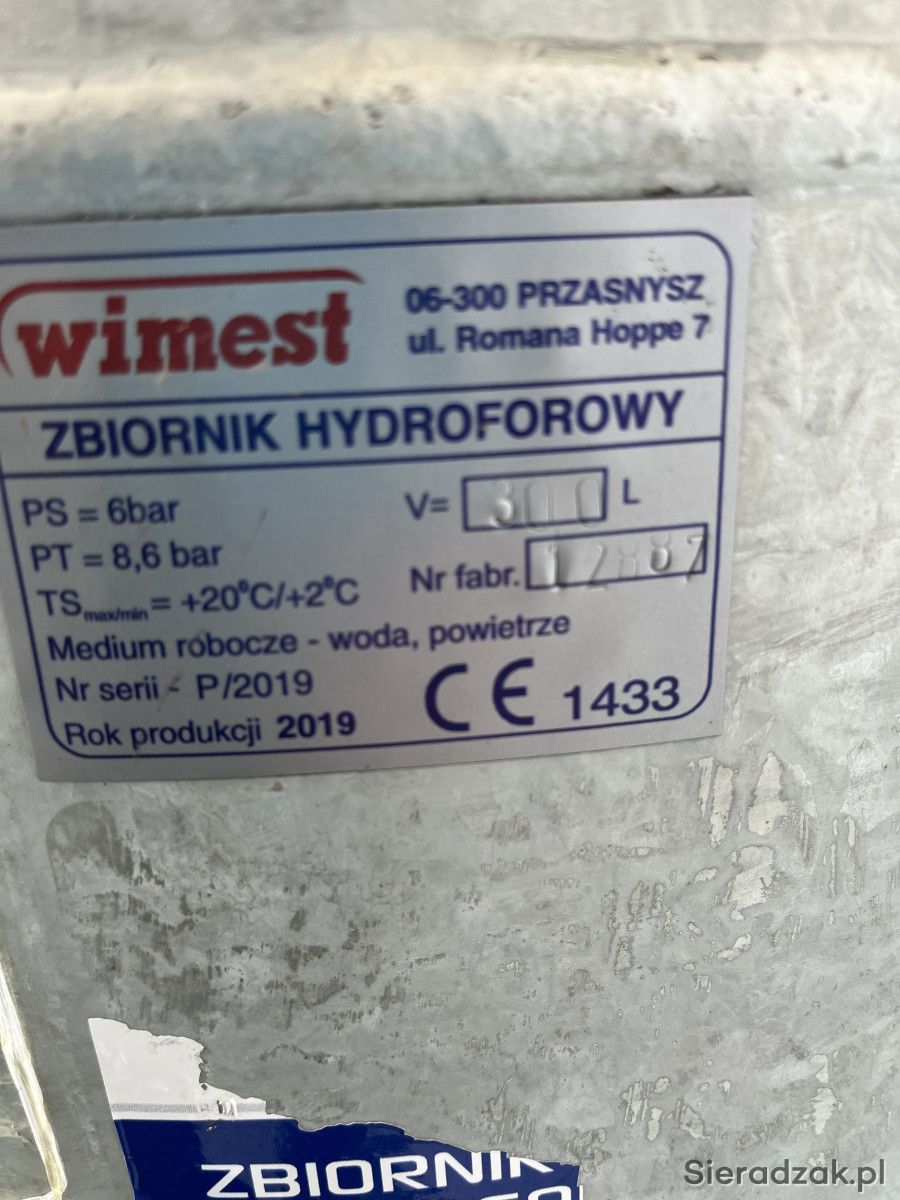 wimest
06-300 PRZASNYSZ
ul. Romana Hoppe 7
ZBIORNIK HYDROFOROWY
PS = 6bar
V= 300 L
PT = 8,6 bar
Nr fabr. 12887
TSmax/min= +20°C/+2°C
Medium robocze - woda, powietrze
Nr serii - P/2019
Rok produkcji 2019
CE 1433
ZBIORNIK
Sieradzak.pl